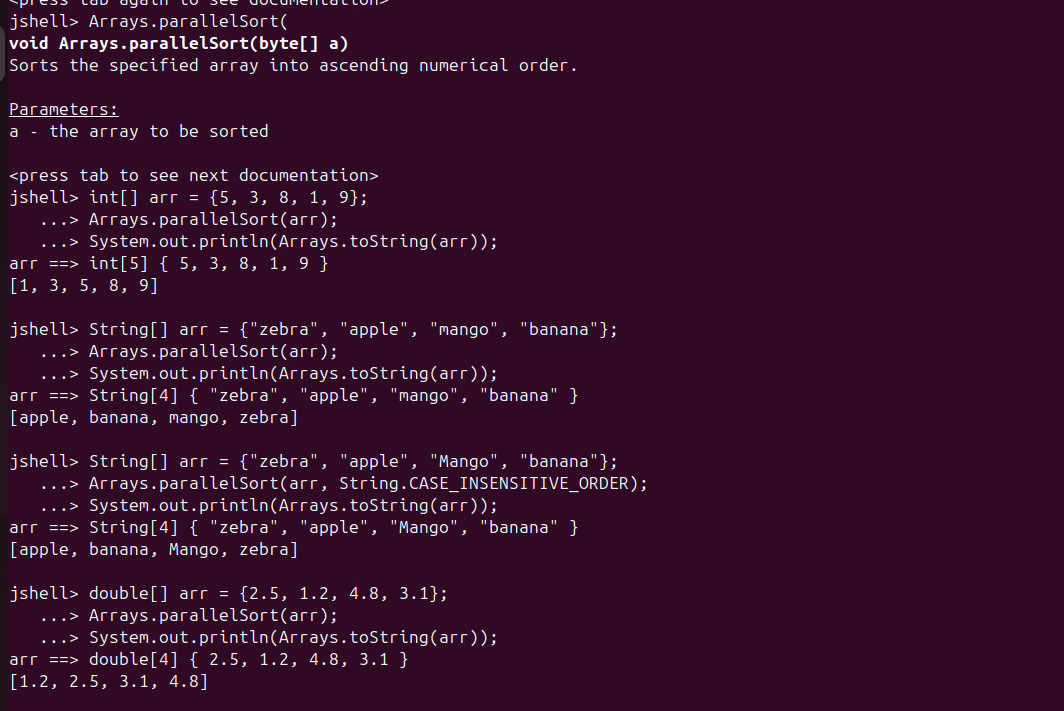 <press tab again to see documentation>
jshell> Arrays.parallelSort(
void Arrays.parallelSort(byte[] a)
Sorts the specified array into ascending numerical order.
Parameters:
a - the array to be sorted
<press tab to see next documentation>
jshell> int[] arr = {5, 3, 8, 1, 9};
   ...> Arrays.parallelSort(arr);
   ...> System.out.println(Arrays.toString(arr));
arr ==> int[5] { 5, 3, 8, 1, 9 }
[1, 3, 5, 8, 9]
jshell> String[] arr = {"zebra", "apple", "mango", "banana"};
   ...> Arrays.parallelSort(arr);
   ...> System.out.println(Arrays.toString(arr));
arr ==> String[4] { "zebra", "apple", "mango", "banana" }
[apple, banana, mango, zebra]
jshell> String[] arr = {"zebra", "apple", "Mango", "banana"};
   ...> Arrays.parallelSort(arr, String.CASE_INSENSITIVE_ORDER);
   ...> System.out.println(Arrays.toString(arr));
arr ==> String[4] { "zebra", "apple", "Mango", "banana" }
[apple, banana, Mango, zebra]
jshell> double[] arr = {2.5, 1.2, 4.8, 3.1};
   ...> Arrays.parallelSort(arr);
   ...> System.out.println(Arrays.toString(arr));
arr ==> double[4] { 2.5, 1.2, 4.8, 3.1 }
[1.2, 2.5, 3.1, 4.8]